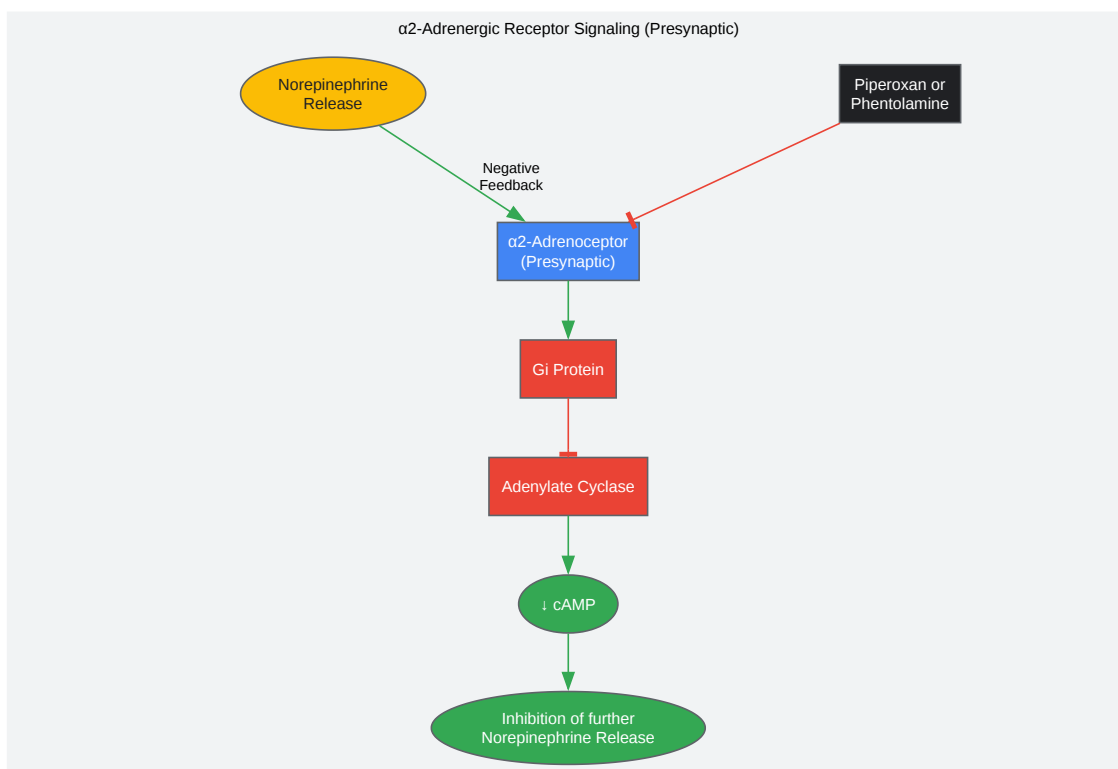 α2-Adrenergic Receptor Signaling (Presynaptic)
Norepinephrine
Release
Piperoxan or
Phentolamine
Negative
Feedback
α2-Adrenoceptor
(Presynaptic)
Gi Protein
Adenylate Cyclase
↓ cAMP
Inhibition of further
Norepinephrine Release